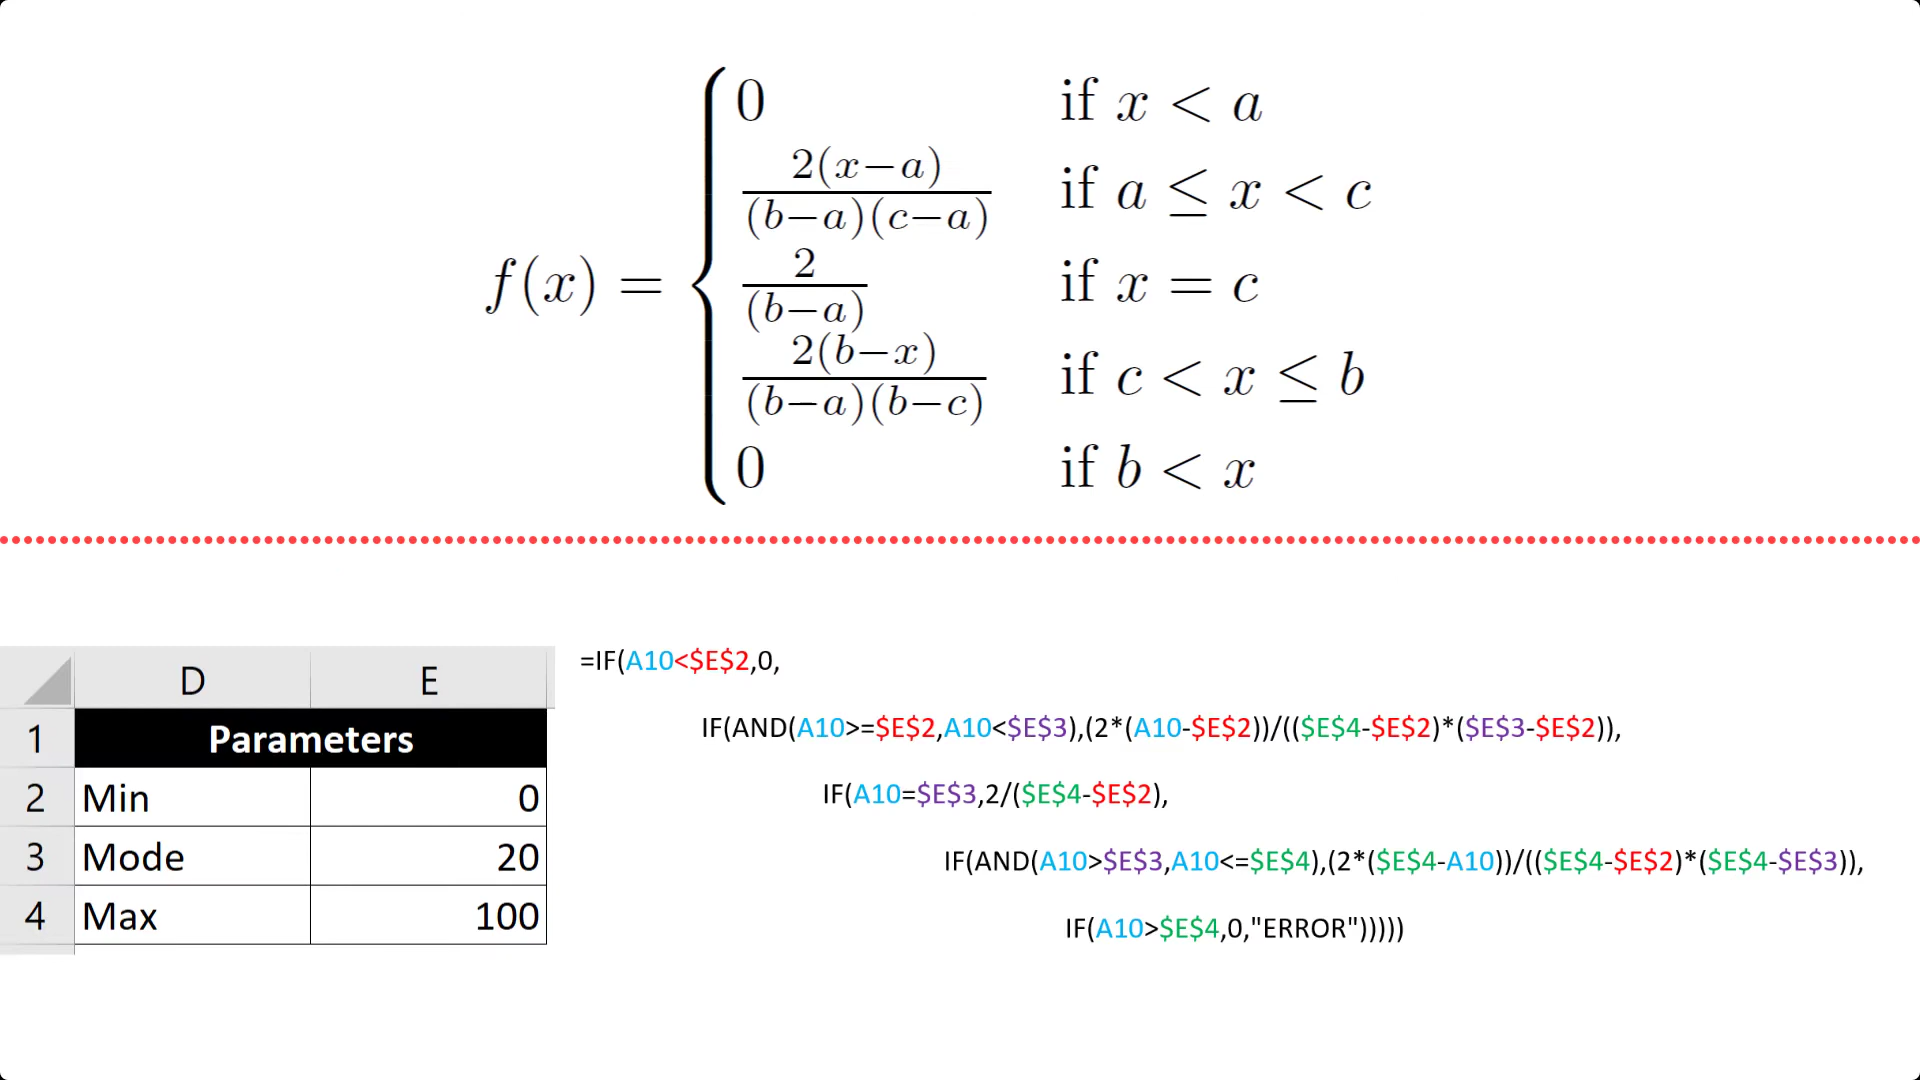 f(x) = { 0 if x < a
2(x−a) / (b−a)(c−a) if a ≤ x < c
2 / (b−a) if x = c
2(b−x) / (b−a)(b−c) if c < x ≤ b
0 if b < x
D E
1 Parameters
2 Min 0
3 Mode 20
4 Max 100
=IF(A10<$E$2,0,
IF(AND(A10>=$E$2,A10<$E$3),(2*(A10-$E$2))/(($E$4-$E$2)*($E$3-$E$2)),
IF(A10=$E$3,2/($E$4-$E$2),
IF(AND(A10>$E$3,A10<=$E$4),(2*($E$4-A10))/(($E$4-$E$2)*($E$4-$E$3)),
IF(A10>$E$4,0,"ERROR")))))